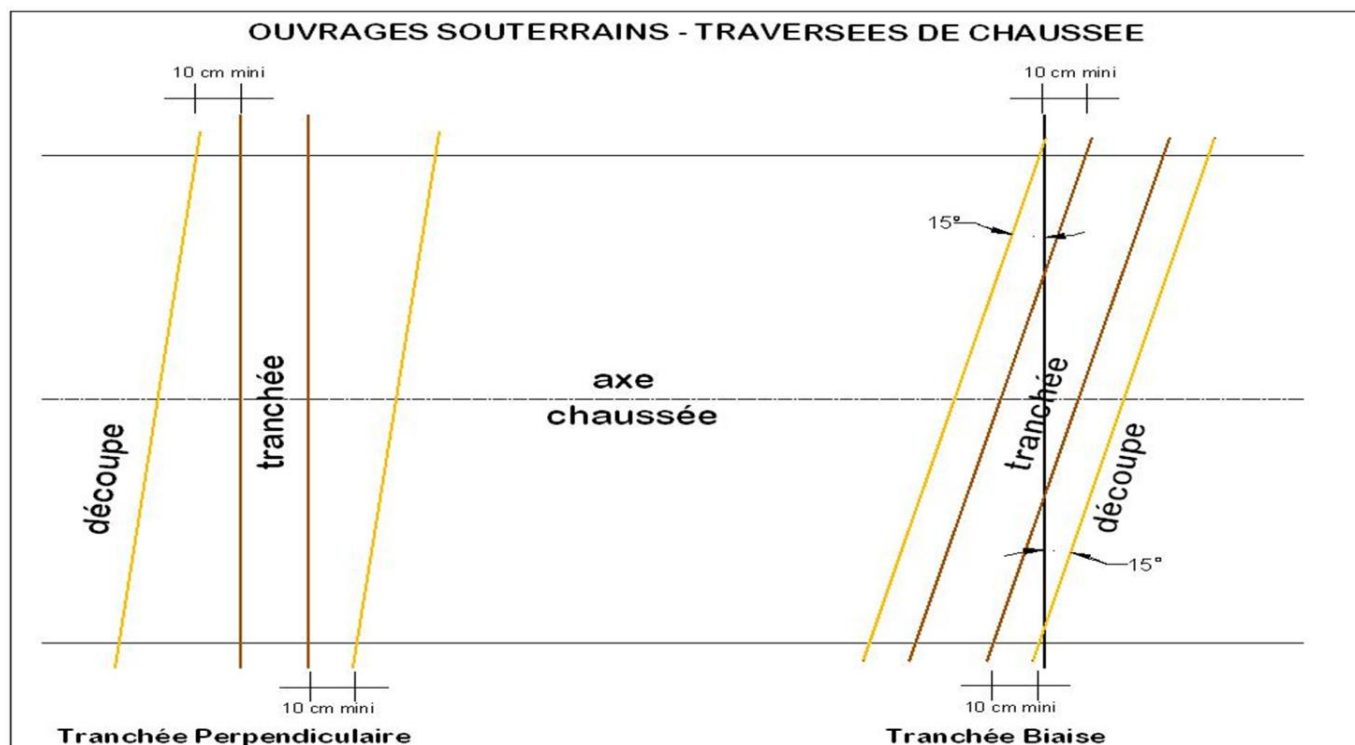 OUVRAGES SOUTERRAINS - TRAVERSEES DE CHAUSSEE
10 cm mini
10 cm mini
15°
axe
chaussée
découpe
tranchée
tranchée
découpe
15°
10 cm mini
10 cm mini
Tranchée Perpendiculaire
Tranchée Biaise